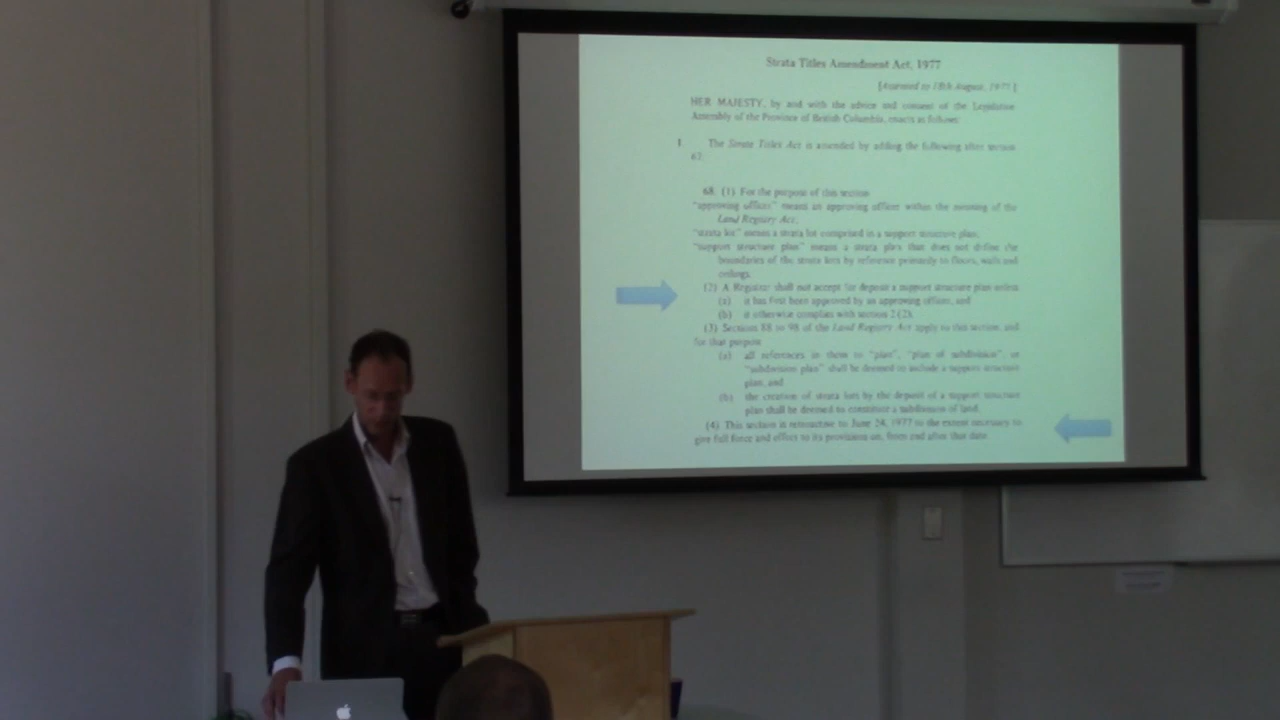 Strata Titles Amendment Act, 1977
[Assented to 18th August, 1977.]
HER MAJESTY, by and with the advice and consent of the Legislative
Assembly of the Province of British Columbia, enacts as follows:
1. The Strata Titles Act is amended by adding the following after section
67:
68. (1) For the purpose of this section
"approving officer" means an approving officer within the meaning of the
Land Registry Act;
"strata lot" means a strata lot comprised in a support structure plan;
"support structure plan" means a strata plan that does not define the
boundaries of the strata lots by reference primarily to floors, walls and
ceilings.
(2) A Registrar shall not accept for deposit a support structure plan unless
(a) it has first been approved by an approving officer, and
(b) it otherwise complies with section 2 (2).
(3) Sections 88 to 98 of the Land Registry Act apply to this section, and
for that purpose
(a) all references in them to "plan", "plan of subdivision", or
"subdivision plan" shall be deemed to include a support structure
plan, and
(b) the creation of strata lots by the deposit of a support structure
plan shall be deemed to constitute a subdivision of land.
(4) This section is retroactive to June 24, 1977 to the extent necessary to
give full force and effect to its provision on, from and after that date.